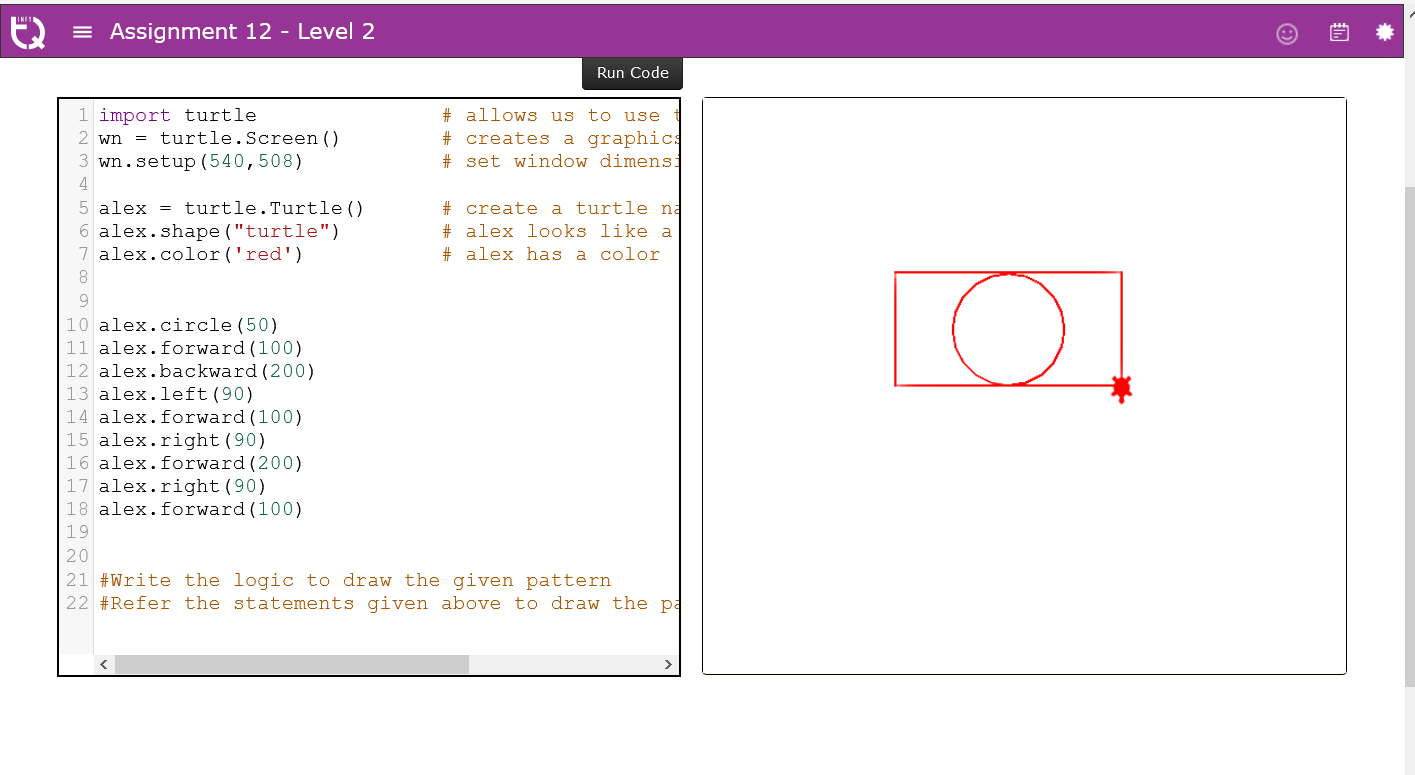 INFY
TQ
Assignment 12 - Level 2
Run Code
1 import turtle # allows us to use
2 wn = turtle.Screen() # creates a graphics
3 wn.setup(540,508) # set window dimensi
4
5 alex = turtle.Turtle() # create a turtle na
6 alex.shape("turtle") # alex looks like a
7 alex.color('red') # alex has a color
8
9
10 alex.circle(50)
11 alex.forward(100)
12 alex.backward(200)
13 alex.left(90)
14 alex.forward(100)
15 alex.right(90)
16 alex.forward(200)
17 alex.right(90)
18 alex.forward(100)
19
20
21 #Write the logic to draw the given pattern
22 #Refer the statements given above to draw the pa